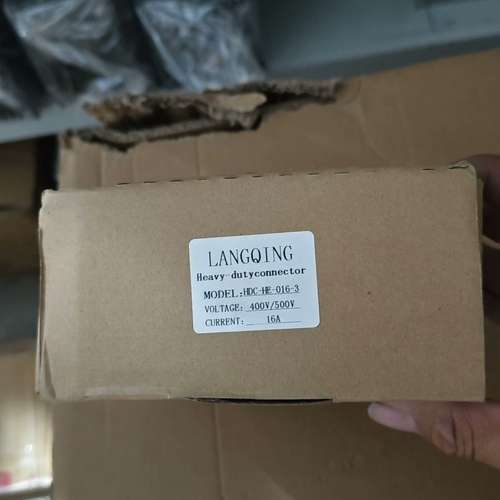 LANGQING
Heavy-dutyconnector
MODEL:HDC-HE-016-3
VOLTAGE: 400V/500V
CURRENT: 16A